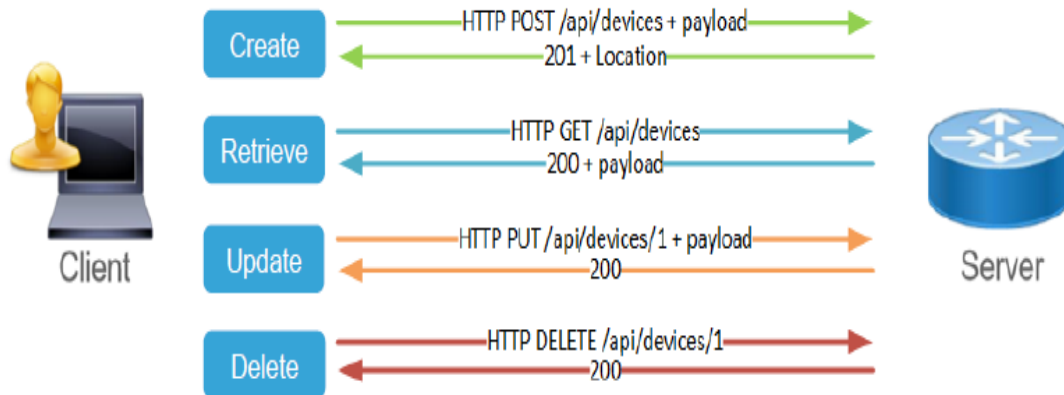 Create
HTTP POST /api/devices + payload
201 + Location
Retrieve
HTTP GET /api/devices
200 + payload
Client
Update
HTTP PUT /api/devices/1 + payload
200
Server
Delete
HTTP DELETE /api/devices/1
200